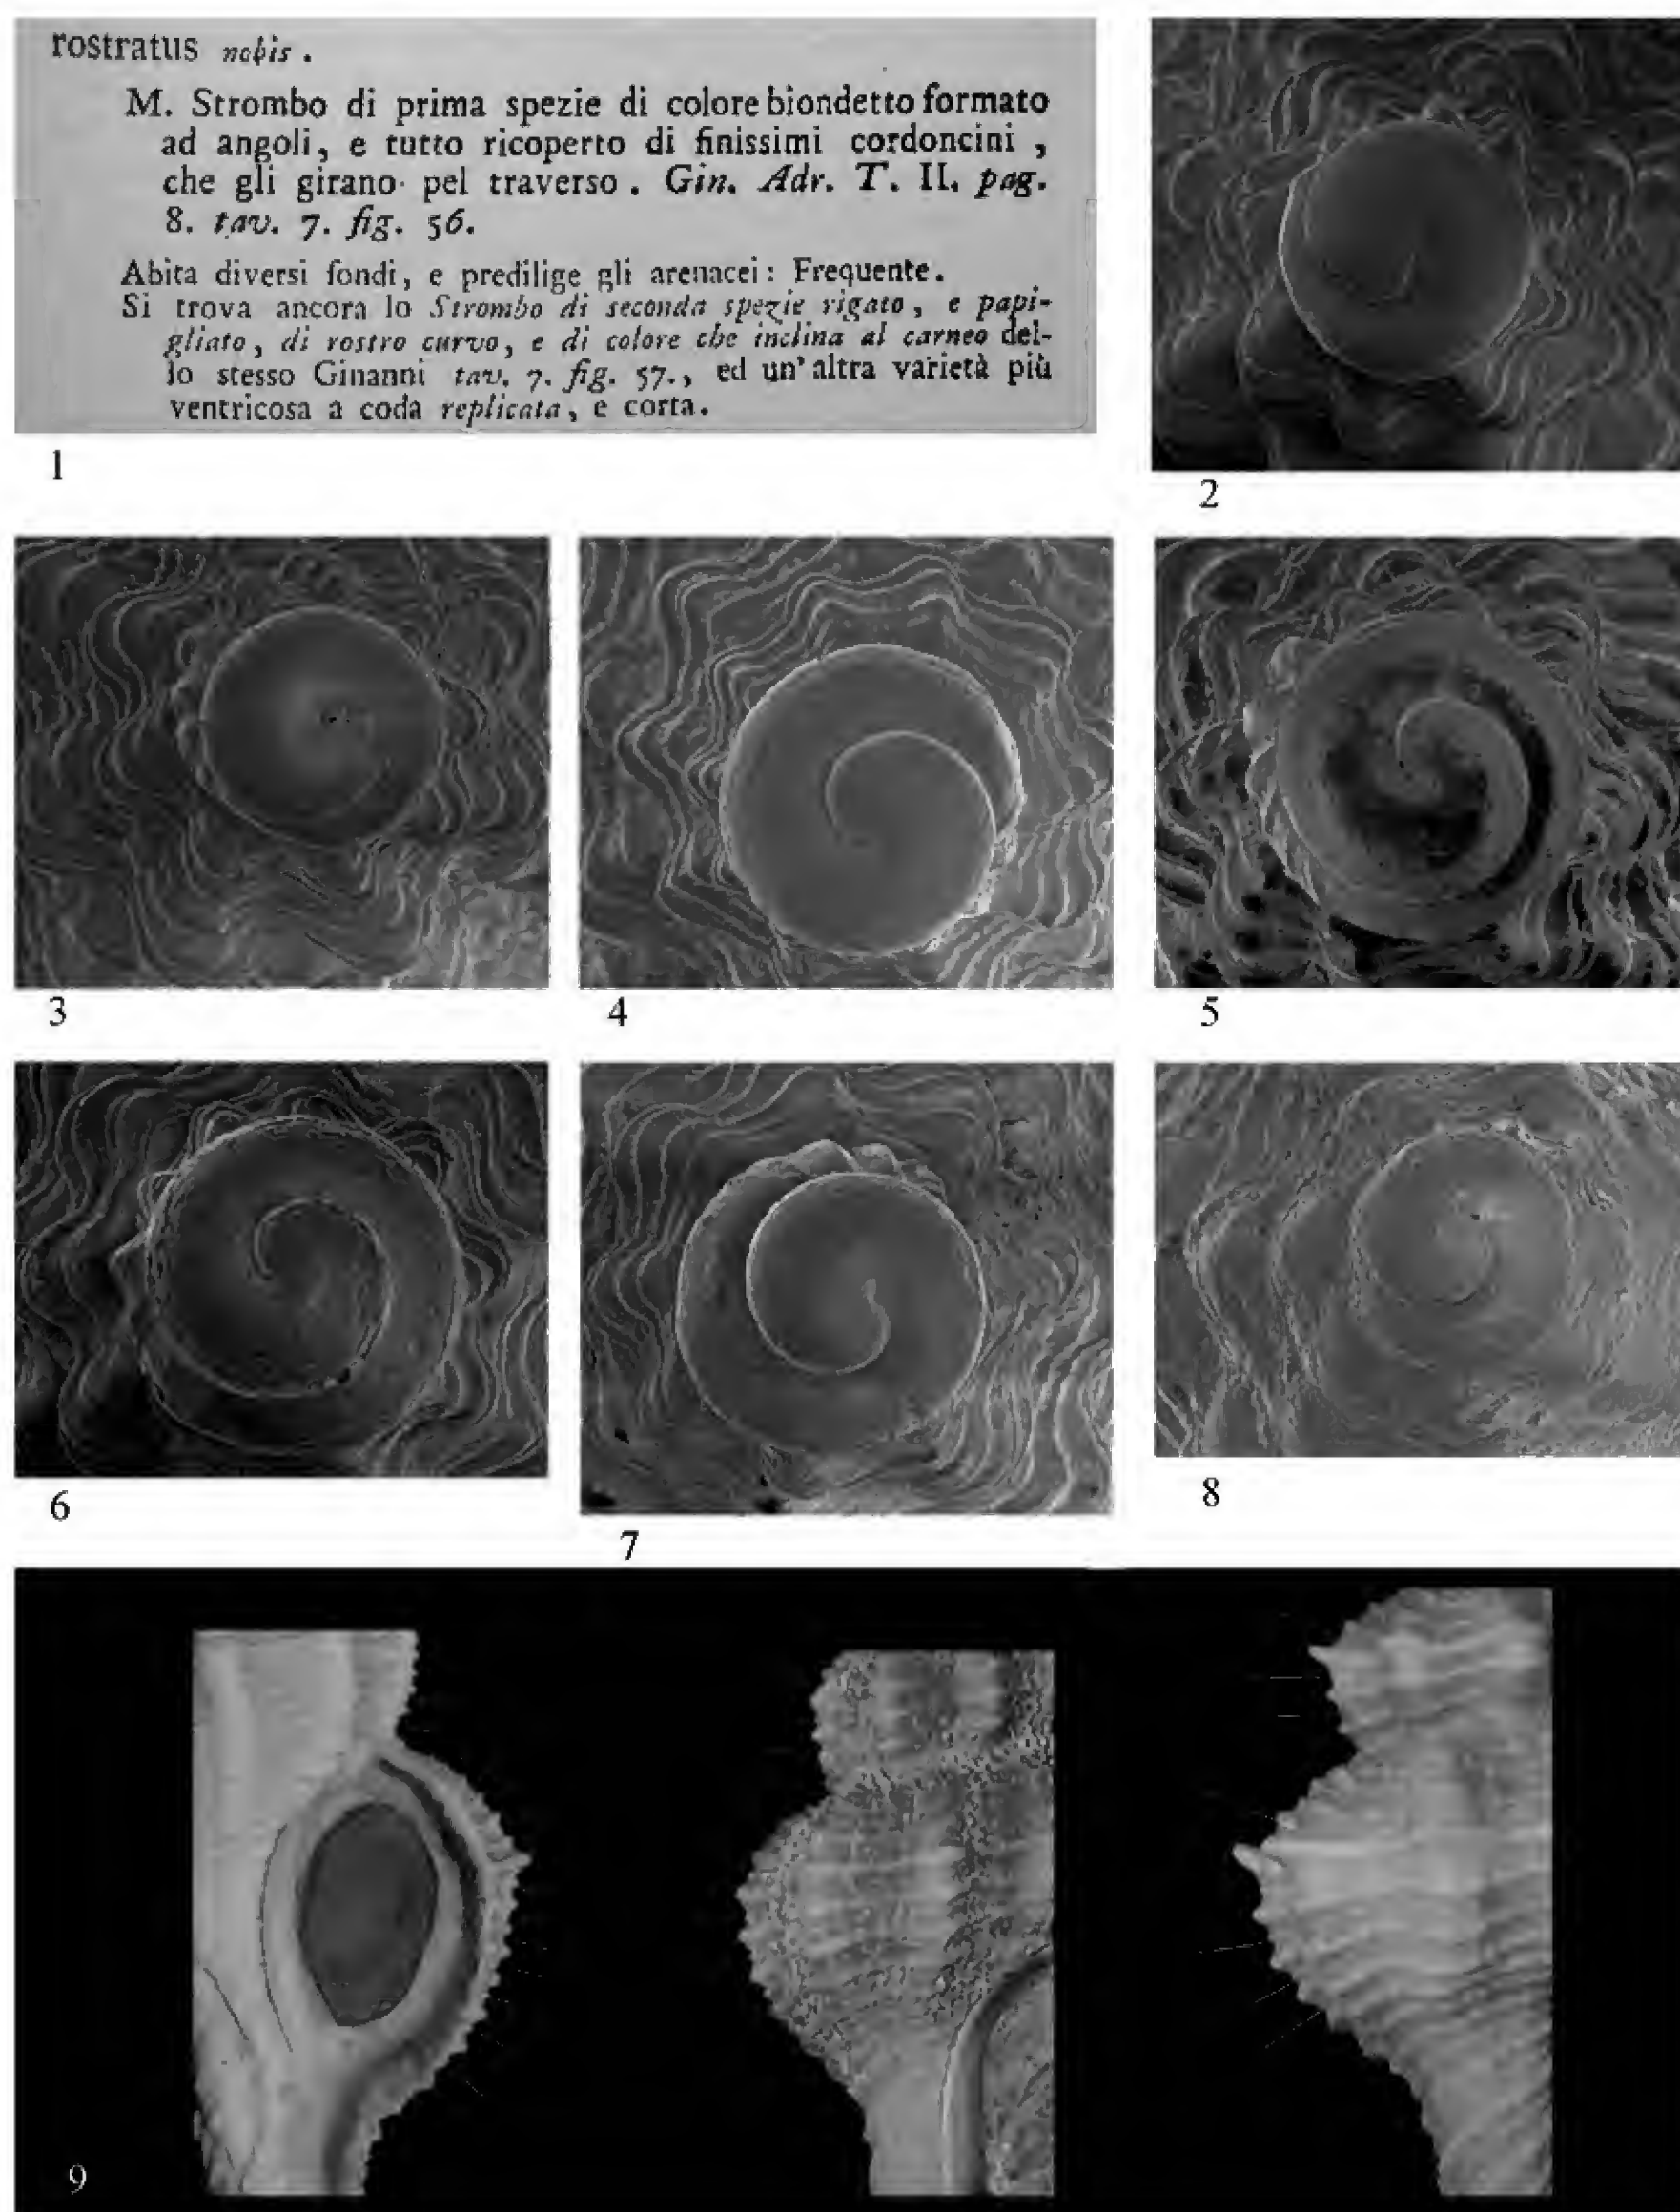 rostratus nobis .
M. Strombo di prima spezie di colore biondetto formato
ad angoli, e tutto ricoperto di finissimi cordoncini ,
che gli girano pel traverso . Gin. Adr. T. II. pag.
8. tav. 7. fig. 56.
Abita diversi fondi, e predilige gli arenacei: Frequente.
Si trova ancora lo Strombo di seconda spezie rigato, e papi-
gliato, di rostro curvo, e di colore che inclina al carneo del-
lo stesso Ginanni tav. 7. fig. 57., ed un' altra varietà più
ventricosa a coda replicata, e corta.
1
2
3
4
5
6
7
8
9